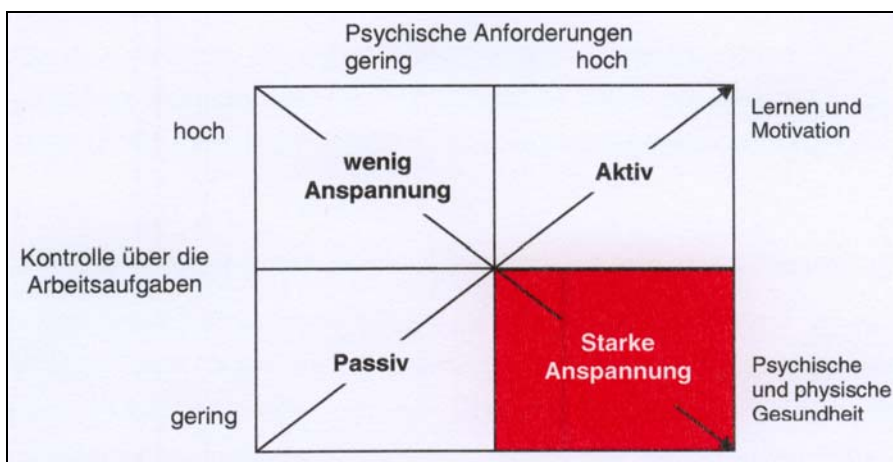 Psychische Anforderungen
gering hoch
hoch
wenig
Anspannung
Aktiv
Lernen und
Motivation
Kontrolle über die
Arbeitsaufgaben
gering
Passiv
Starke
Anspannung
Psychische
und physische
Gesundheit